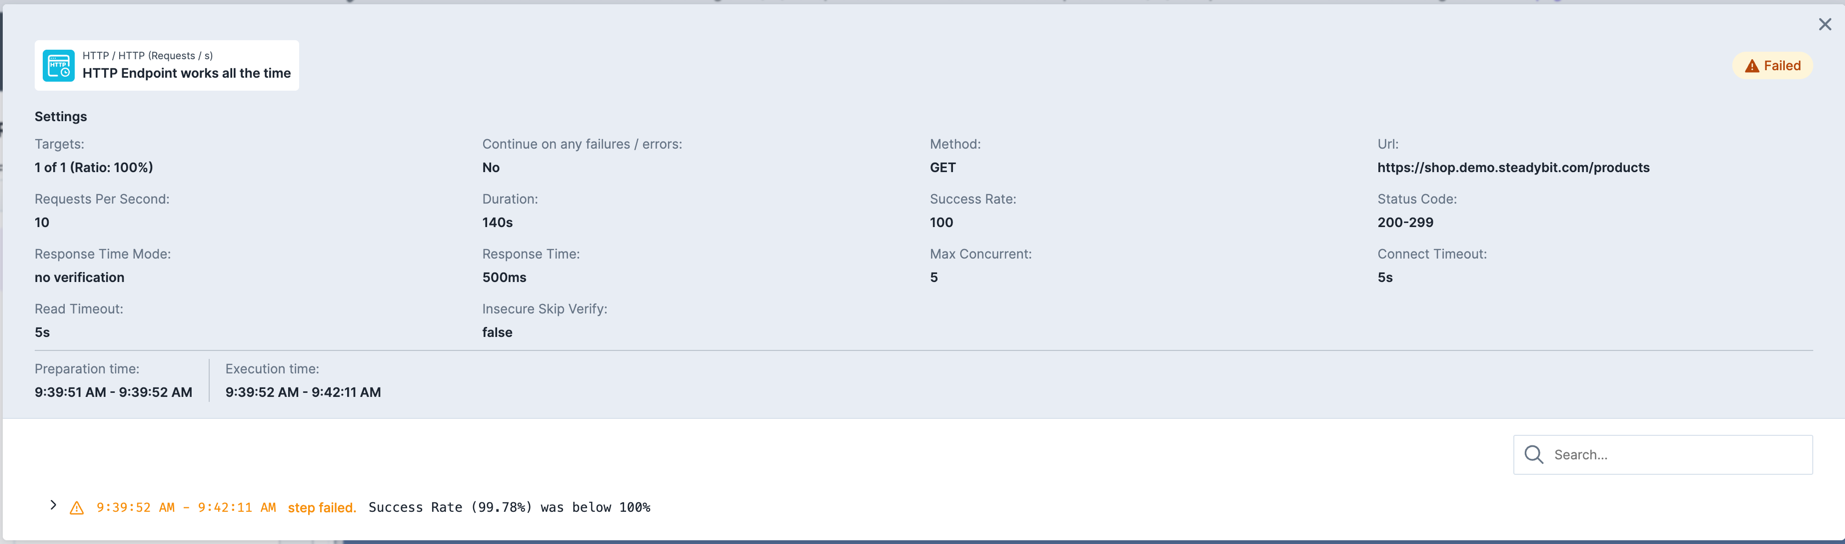 HTTP / HTTP (Requests / s)
HTTP
HTTP Endpoint works all the time
Failed
Settings
Targets:
1 of 1 (Ratio: 100%)
Continue on any failures / errors:
No
Method:
GET
Url:
https://shop.demo.steadybit.com/products
Requests Per Second:
10
Duration:
140s
Success Rate:
100
Status Code:
200-299
Response Time Mode:
no verification
Response Time:
500ms
Max Concurrent:
5
Connect Timeout:
5s
Read Timeout:
5s
Insecure Skip Verify:
false
Preparation time:
9:39:51 AM - 9:39:52 AM
Execution time:
9:39:52 AM - 9:42:11 AM
Search...
9:39:52 AM - 9:42:11 AM step failed. Success Rate (99.78%) was below 100%